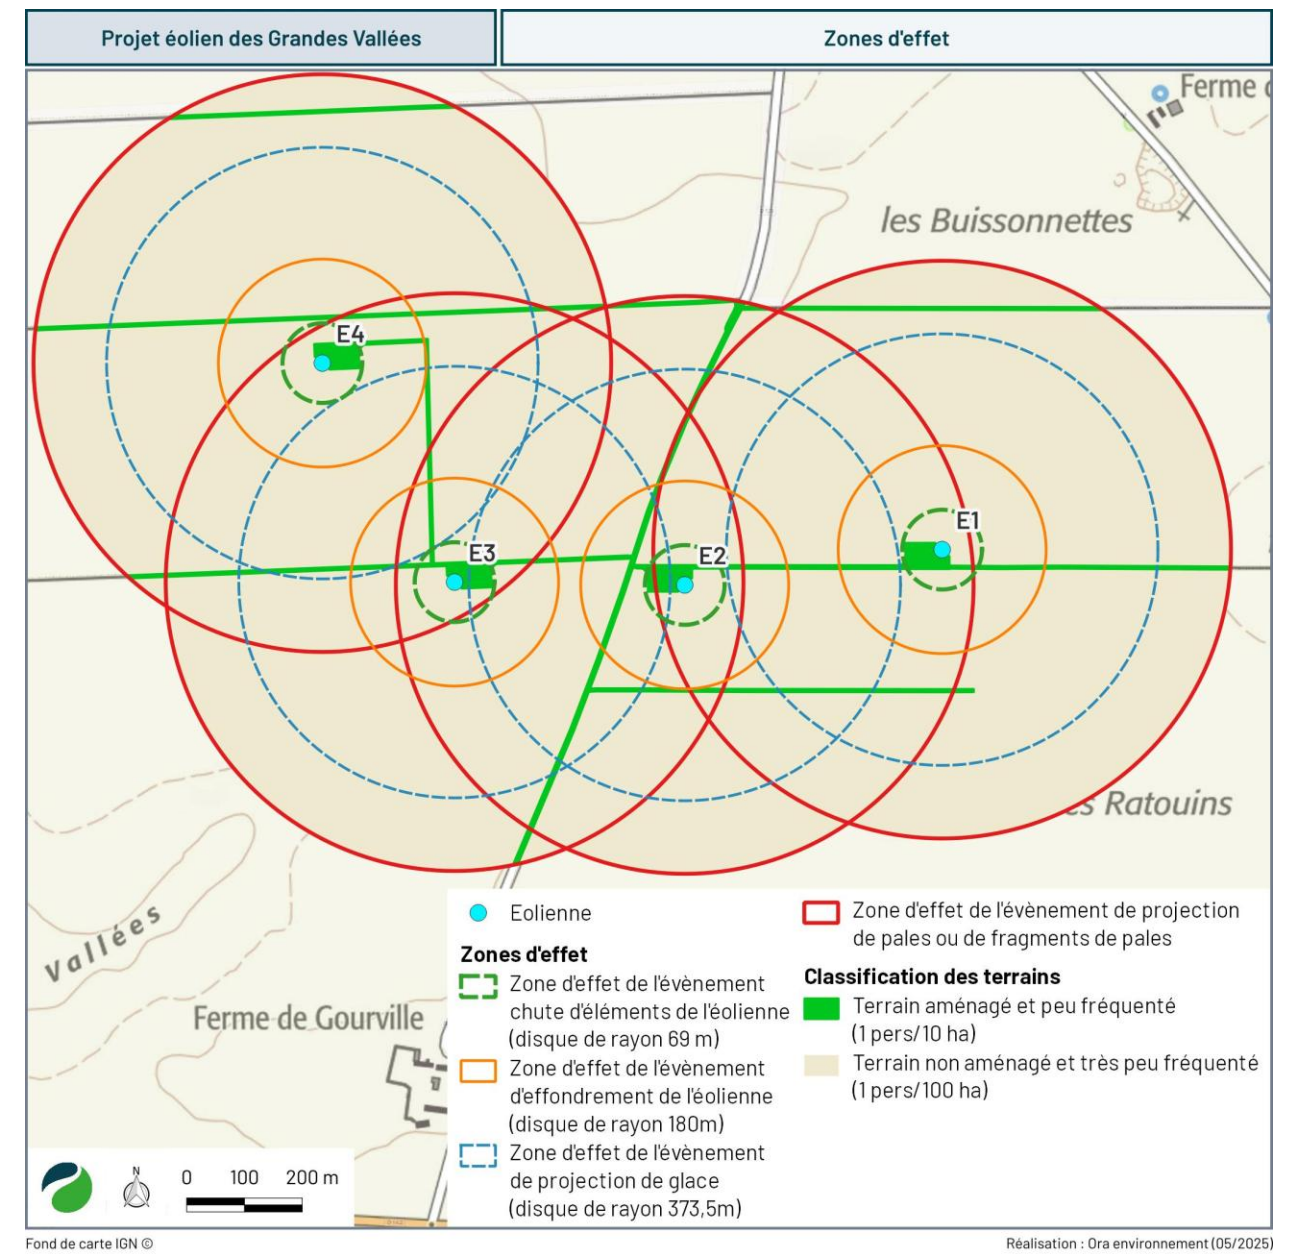 Projet éolien des Grandes Vallées
Zones d'effet
Ferme
les Buissonnettes
E4
E1
E3
E2
Ratouins
Vallées
Ferme de Gourville
Eolienne
Zones d'effet
Zone d'effet de l'évènement
chute d'éléments de l'éolienne
(disque de rayon 69 m)
Zone d'effet de l'évènement
d'effondrement de l'éolienne
(disque de rayon 180m)
Zone d'effet de l'évènement
de projection de glace
(disque de rayon 373,5m)
Zone d'effet de l'évènement de projection
de pales ou de fragments de pales
Classification des terrains
Terrain aménagé et peu fréquenté
(1 pers/10 ha)
Terrain non aménagé et très peu fréquenté
(1 pers/100 ha)
N
0 100 200 m
Fond de carte IGN ©
Réalisation : Ora environnement (05/2025)